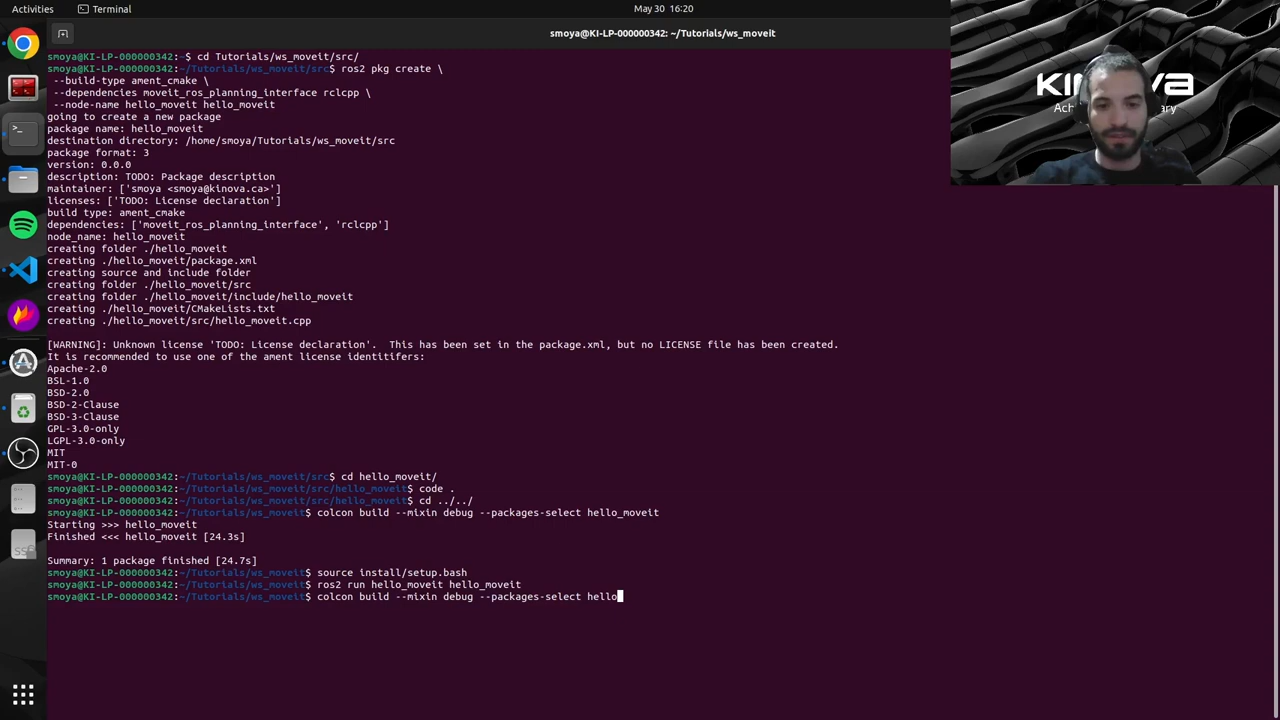 Activities
Terminal
May 30 16:20
smoya@KI-LP-000000342: ~/Tutorials/ws_moveit
smoya@KI-LP-000000342:~$ cd Tutorials/ws_moveit/src/
smoya@KI-LP-000000342:~/Tutorials/ws_moveit/src$ ros2 pkg create \
--build-type ament_cmake \
--dependencies moveit_ros_planning_interface rclcpp \
--node-name hello_moveit hello_moveit
going to create a new package
package name: hello_moveit
destination directory: /home/smoya/Tutorials/ws_moveit/src
package format: 3
version: 0.0.0
description: TODO: Package description
maintainer: ['smoya <smoya@kinova.ca>']
licenses: ['TODO: License declaration']
build type: ament_cmake
dependencies: ['moveit_ros_planning_interface', 'rclcpp']
node_name: hello_moveit
creating folder ./hello_moveit
creating ./hello_moveit/package.xml
creating source and include folder
creating folder ./hello_moveit/src
creating folder ./hello_moveit/include/hello_moveit
creating ./hello_moveit/CMakeLists.txt
creating ./hello_moveit/src/hello_moveit.cpp
[WARNING]: Unknown license 'TODO: License declaration'.  This has been set in the package.xml, but no LICENSE file has been created.
It is recommended to use one of the ament license identitifers:
Apache-2.0
BSL-1.0
BSD-2.0
BSD-2-Clause
BSD-3-Clause
GPL-3.0-only
LGPL-3.0-only
MIT
MIT-0
smoya@KI-LP-000000342:~/Tutorials/ws_moveit/src$ cd hello_moveit/
smoya@KI-LP-000000342:~/Tutorials/ws_moveit/src/hello_moveit$ code .
smoya@KI-LP-000000342:~/Tutorials/ws_moveit/src/hello_moveit$ cd ../../
smoya@KI-LP-000000342:~/Tutorials/ws_moveit$ colcon build --mixin debug --packages-select hello_moveit
Starting >>> hello_moveit
Finished <<< hello_moveit [24.3s]
Summary: 1 package finished [24.7s]
smoya@KI-LP-000000342:~/Tutorials/ws_moveit$ source install/setup.bash
smoya@KI-LP-000000342:~/Tutorials/ws_moveit$ ros2 run hello_moveit hello_moveit
smoya@KI-LP-000000342:~/Tutorials/ws_moveit$ colcon build --mixin debug --packages-select hello